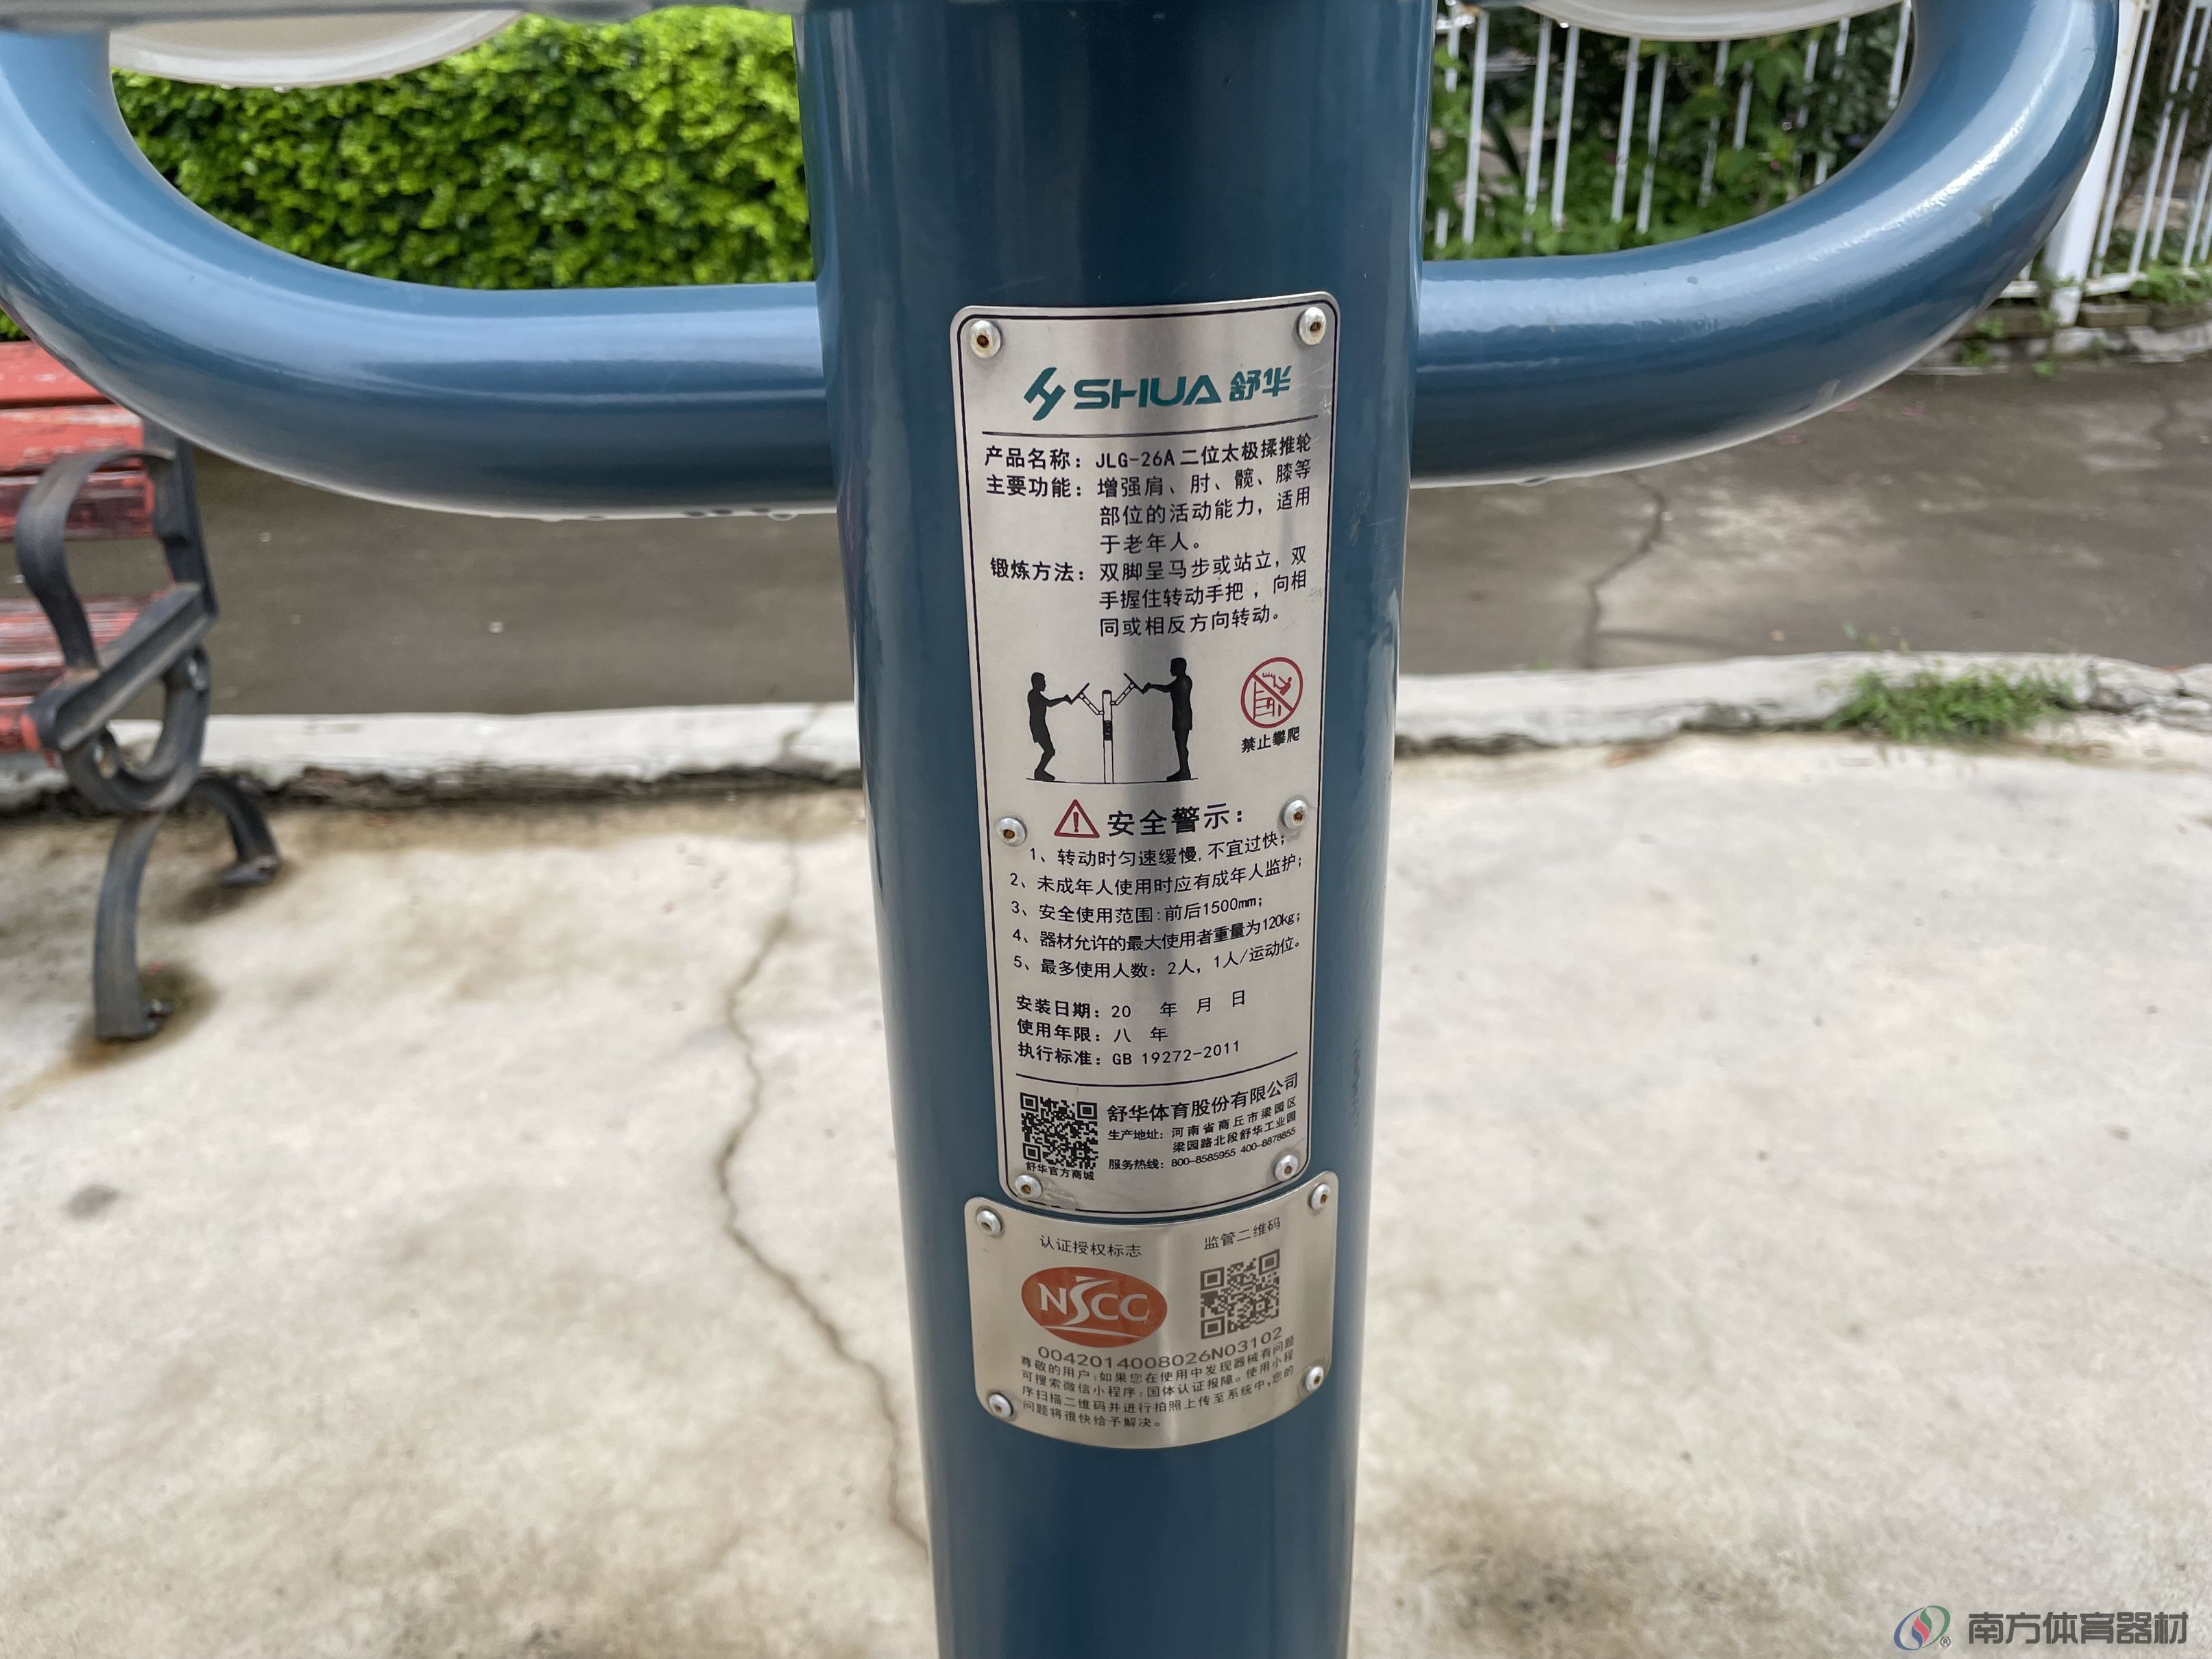 SHUA 舒华
产品名称: JLG-26A 二位太极揉推轮
主要功能: 增强肩、肘、髋、膝等
部位的活动能力，适用
于老年人。
锻炼方法: 双脚呈马步或站立，双
手握住转动手把，向相
同或相反方向转动。
禁止攀爬
安全警示:
1、转动时匀速缓慢,不宜过快;
2、未成年人使用时应有成年人监护;
3、安全使用范围:前后1500mm;
4、器材允许的最大使用者重量为120kg;
5、最多使用人数: 2人，1人/运动位。
安装日期: 20 年 月 日
使用年限: 八 年
执行标准: GB 19272-2011
舒华体育股份有限公司
生产地址: 河南省商丘市梁园区
梁园路北段舒华工业园
服务热线: 800-8585955 400-8878855
舒华官方商城
认证授权标志 监管二维码
NSCC
0042014008026N03102
尊敬的用户:如果您在使用中发现器械有问题
可搜索微信小程序:国体认证报障。使用小程
序扫描二维码并进行拍照上传至系统中,您的
问题将很快给予解决。
南方体育器材